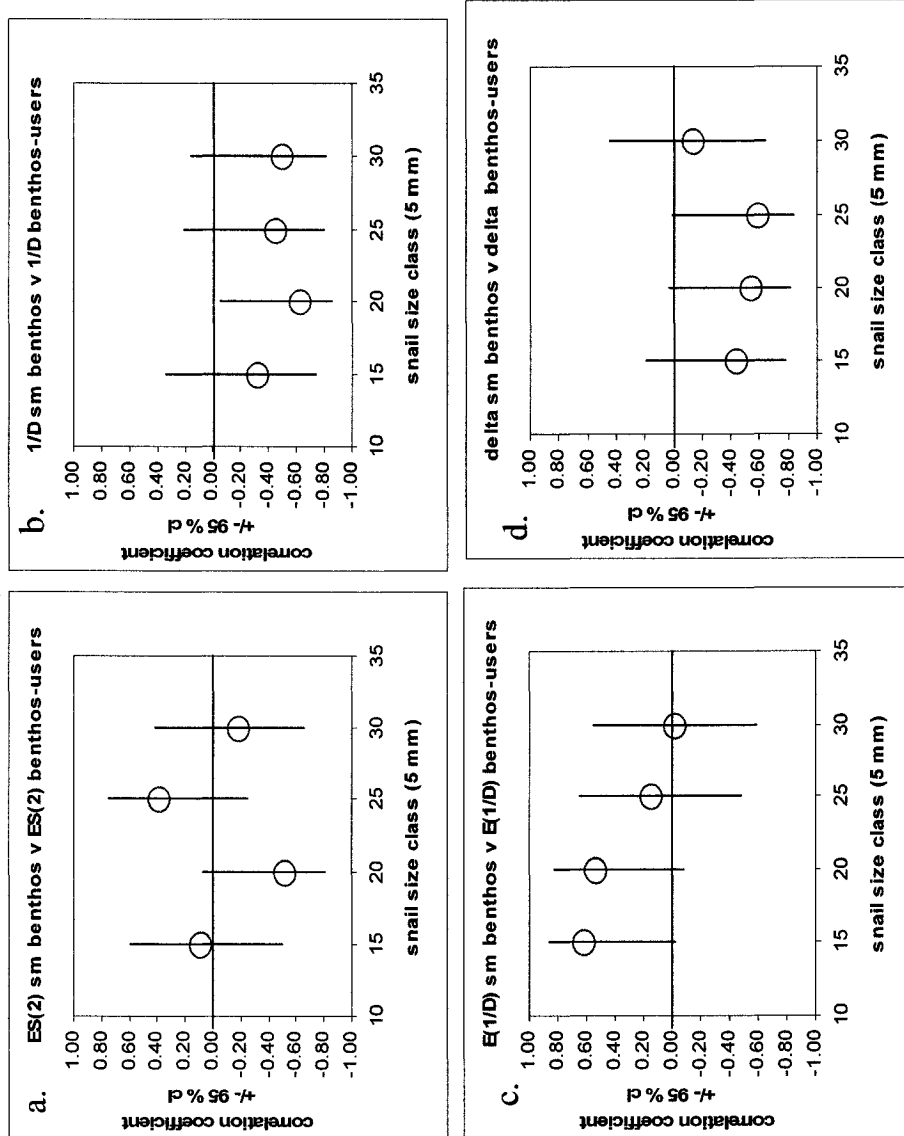 a.
ES(2) sm benthos v ES(2) benthos-users
correlation coefficient
+/- 95 % cl
1.00
0.80
0.60
0.40
0.20
0.00
-0.20
-0.40
-0.60
-0.80
-1.00
10 15 20 25 30 35
snail size class (5 mm)
b.
1/D sm benthos v 1/D benthos-users
correlation coefficient
+/- 95 % cl
1.00
0.80
0.60
0.40
0.20
0.00
-0.20
-0.40
-0.60
-0.80
-1.00
10 15 20 25 30 35
snail size class (5 mm)
c.
E(1/D) sm benthos v E(1/D) benthos-users
correlation coefficient
+/- 95 % cl
1.00
0.80
0.60
0.40
0.20
0.00
-0.20
-0.40
-0.60
-0.80
-1.00
10 15 20 25 30 35
snail size class (5 mm)
d.
delta sm benthos v delta benthos-users
correlation coefficient
+/- 95 % cl
1.00
0.80
0.60
0.40
0.20
0.00
-0.20
-0.40
-0.60
-0.80
-1.00
10 15 20 25 30 35
snail size class (5 mm)